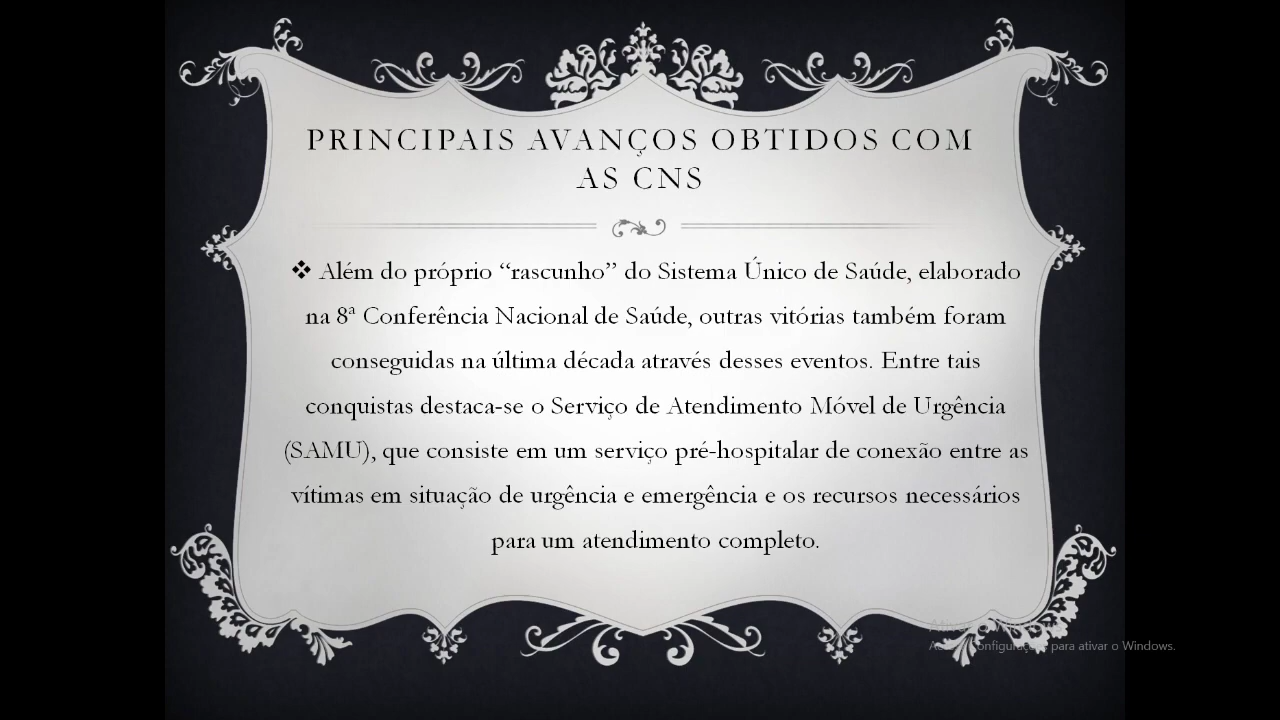 PRINCIPAIS AVANÇOS OBTIDOS COM
AS CNS
❖ Além do próprio “rascunho” do Sistema Único de Saúde, elaborado
na 8ª Conferência Nacional de Saúde, outras vitórias também foram
conseguidas na última década através desses eventos. Entre tais
conquistas destaca-se o Serviço de Atendimento Móvel de Urgência
(SAMU), que consiste em um serviço pré-hospitalar de conexão entre as
vítimas em situação de urgência e emergência e os recursos necessários
para um atendimento completo.
para ativar o Windows.